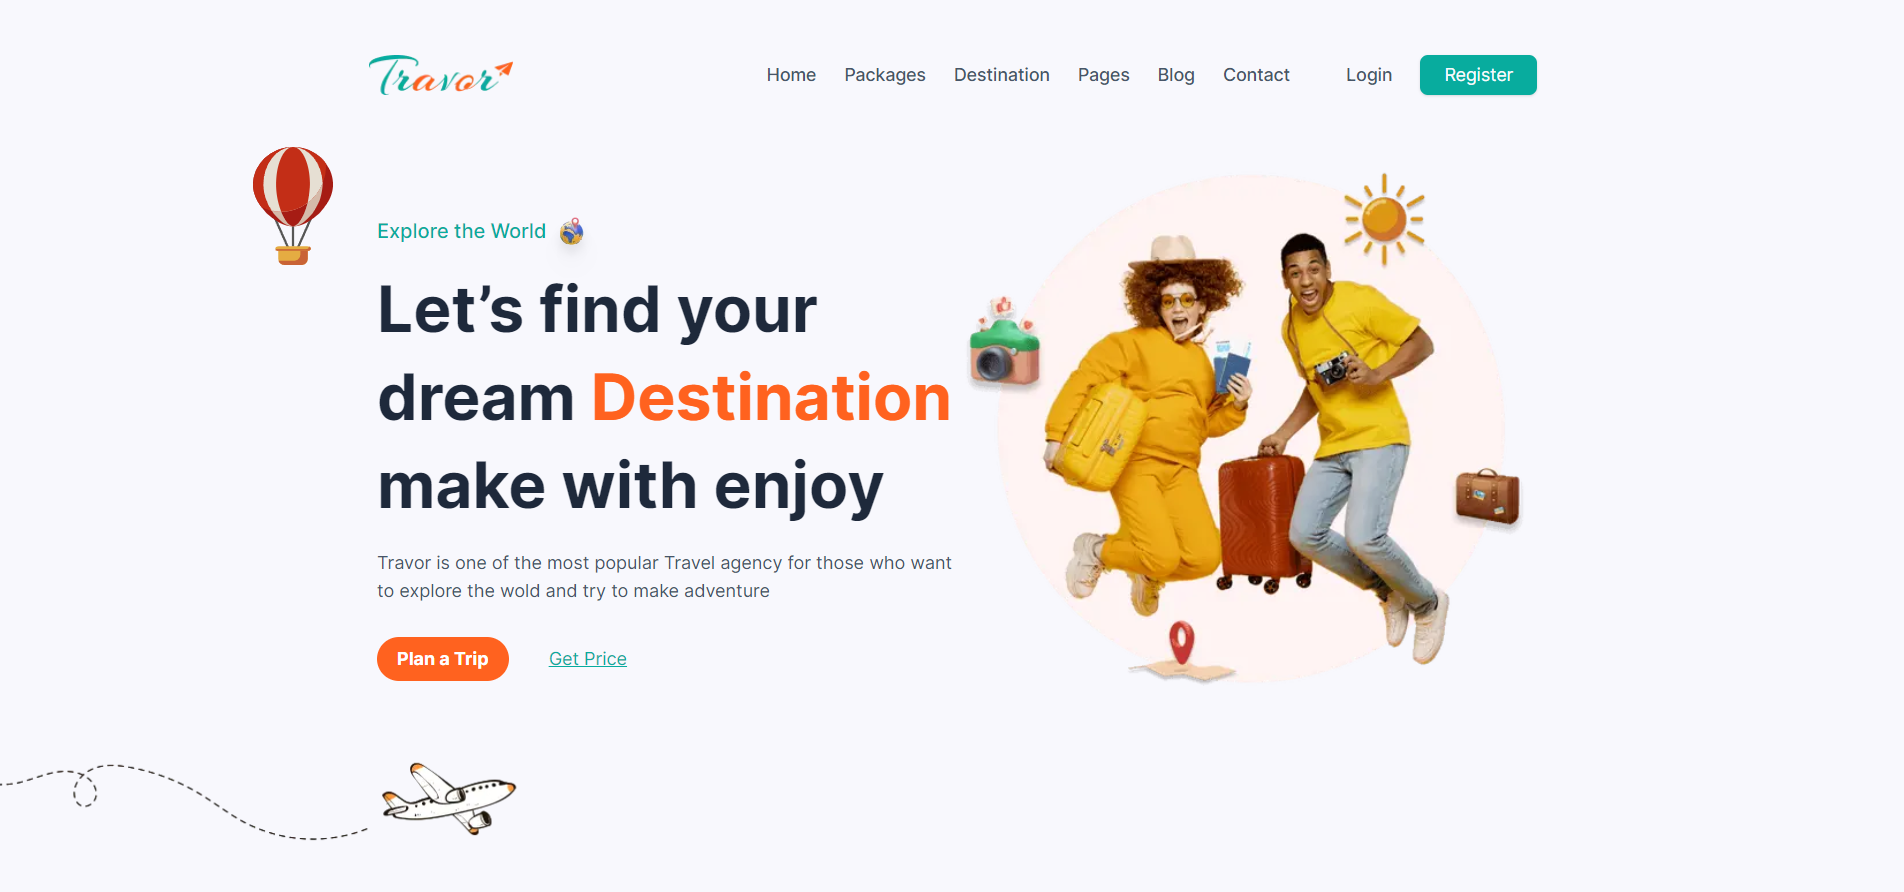 Travor
Home Packages Destination Pages Blog Contact Login Register
Explore the World
Let’s find your
dream Destination
make with enjoy
Travor is one of the most popular Travel agency for those who want
to explore the wold and try to make adventure
Plan a Trip Get Price